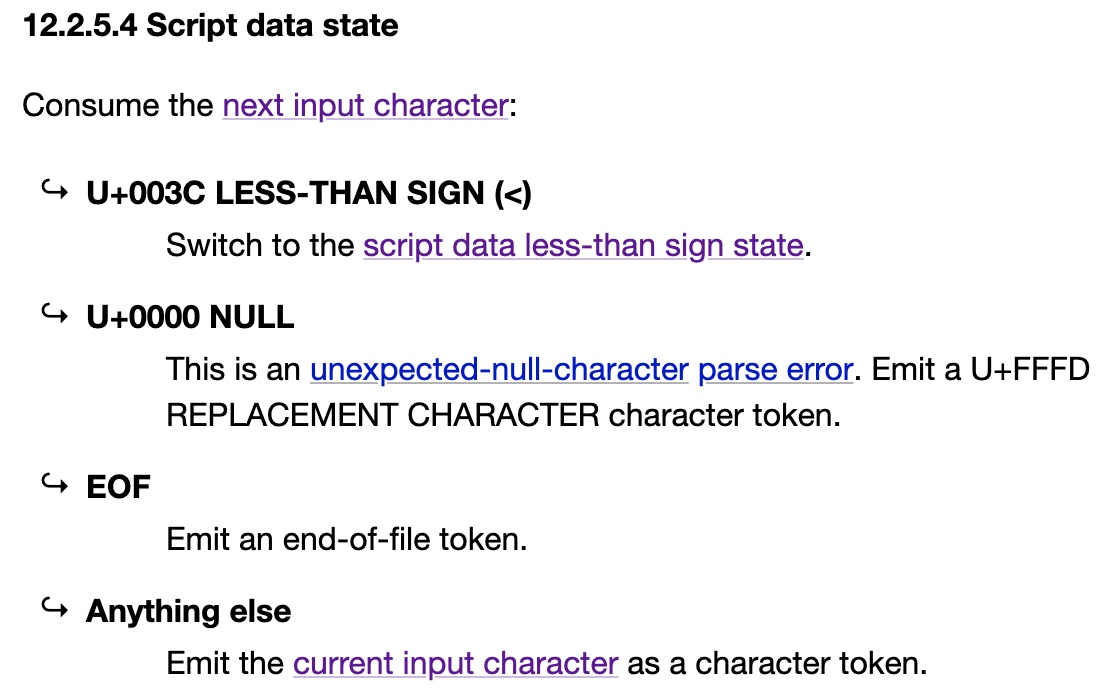 12.2.5.4 Script data state
Consume the next input character:
↪ U+003C LESS-THAN SIGN (<)
Switch to the script data less-than sign state.
↪ U+0000 NULL
This is an unexpected-null-character parse error. Emit a U+FFFD
REPLACEMENT CHARACTER character token.
↪ EOF
Emit an end-of-file token.
↪ Anything else
Emit the current input character as a character token.